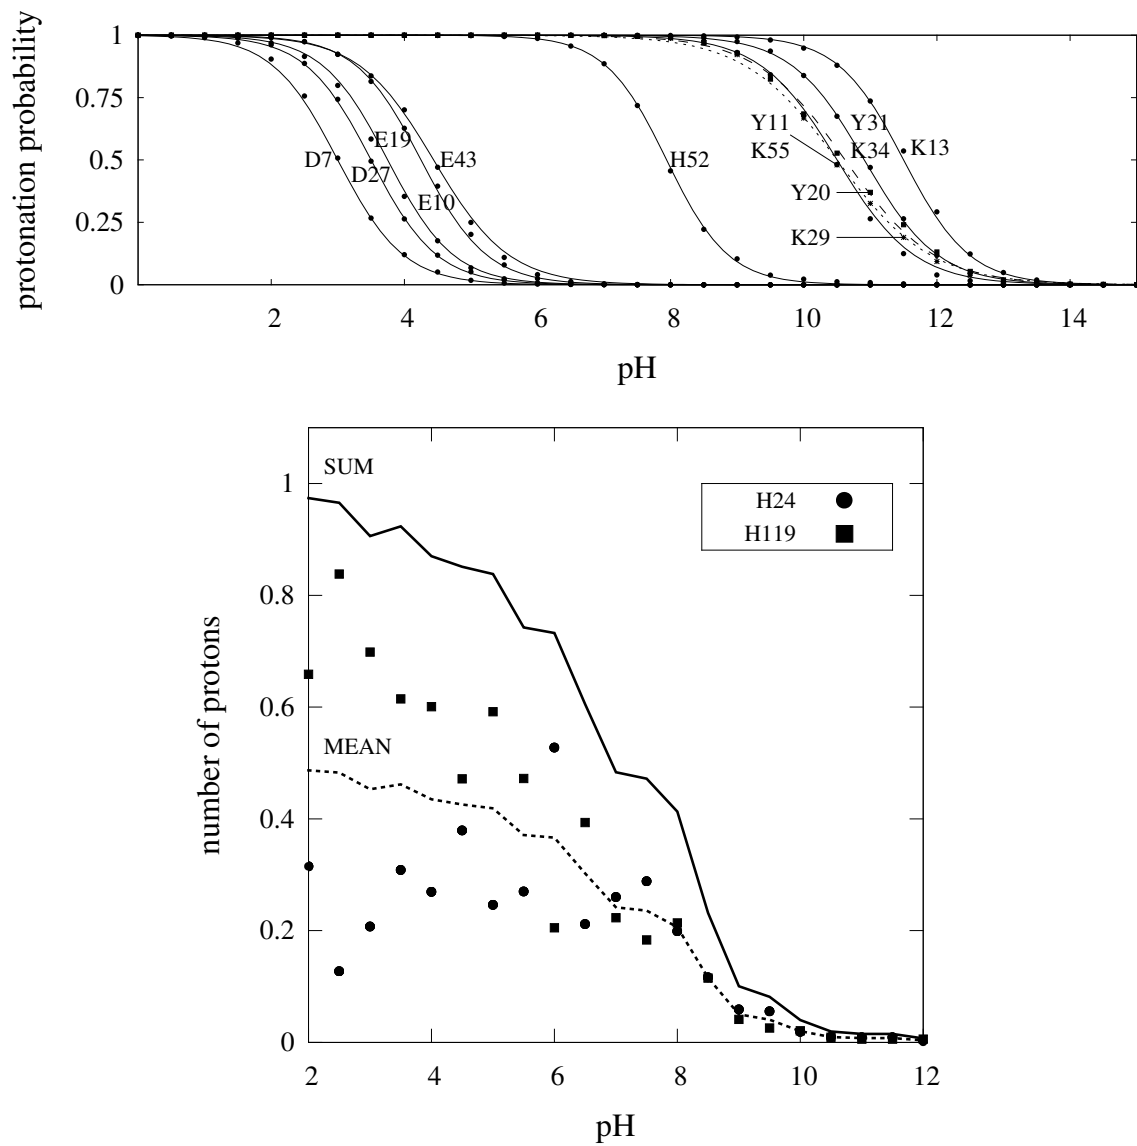 protonation probability
1
0.75
0.5
0.25
0
D7
D27
E19
E10
E43
H52
Y11
K55
Y31
K34
K13
Y20
K29
2
4
6
8
10
12
14
pH
number of protons
1
0.8
0.6
0.4
0.2
0
SUM
MEAN
H24
H119
2
4
6
8
10
12
pH